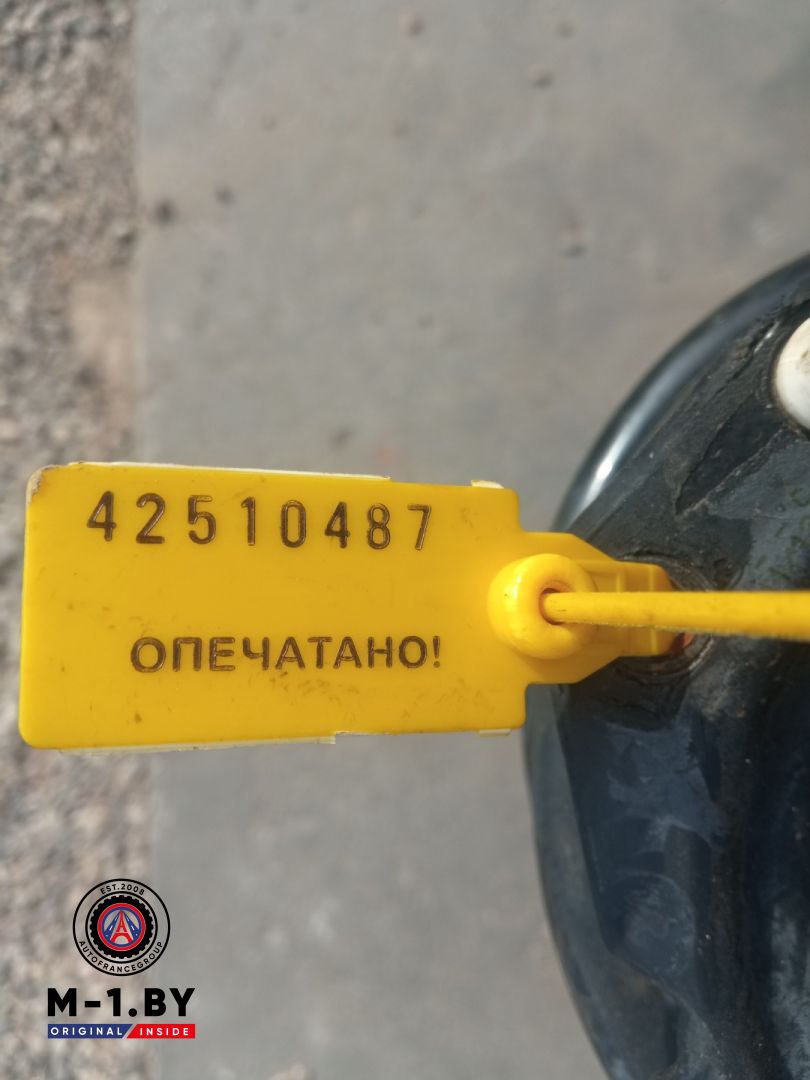 42510487
ОПЕЧАТАНО!
EST.2008
AUTOFRANCEGROUP
M-1.BY
ORIGINAL INSIDE